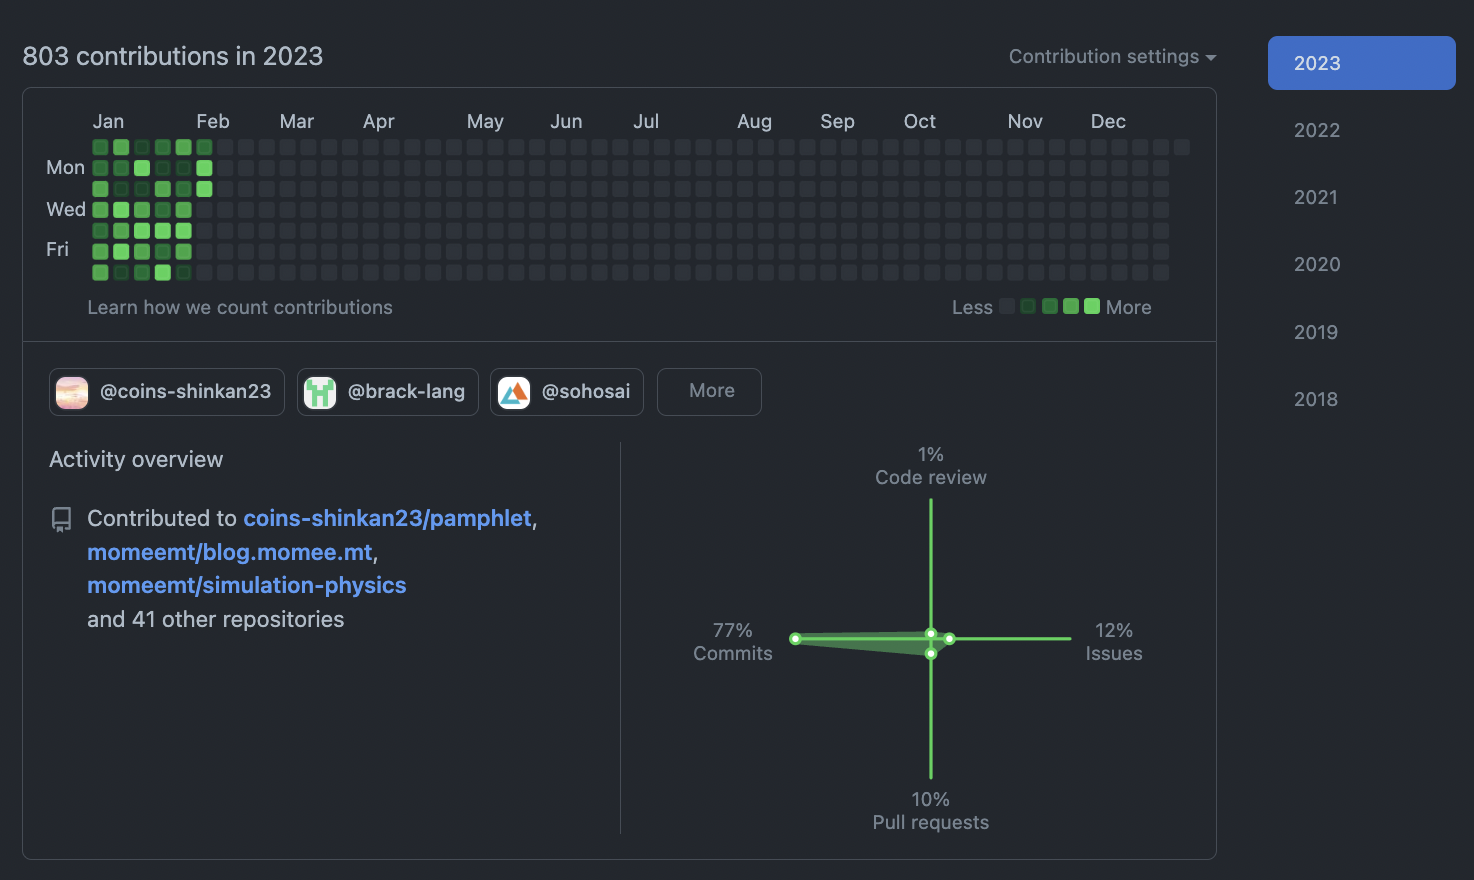 803 contributions in 2023
Contribution settings
2023
2022
2021
2020
2019
2018
Jan Feb Mar Apr May Jun Jul Aug Sep Oct Nov Dec
Mon
Wed
Fri
Learn how we count contributions
Less More
@coins-shinkan23 @brack-lang @sohosai More
Activity overview
Contributed to coins-shinkan23/pamphlet,
momeemt/blog.momee.mt,
momeemt/simulation-physics
and 41 other repositories
1%
Code review
77%
Commits
12%
Issues
10%
Pull requests